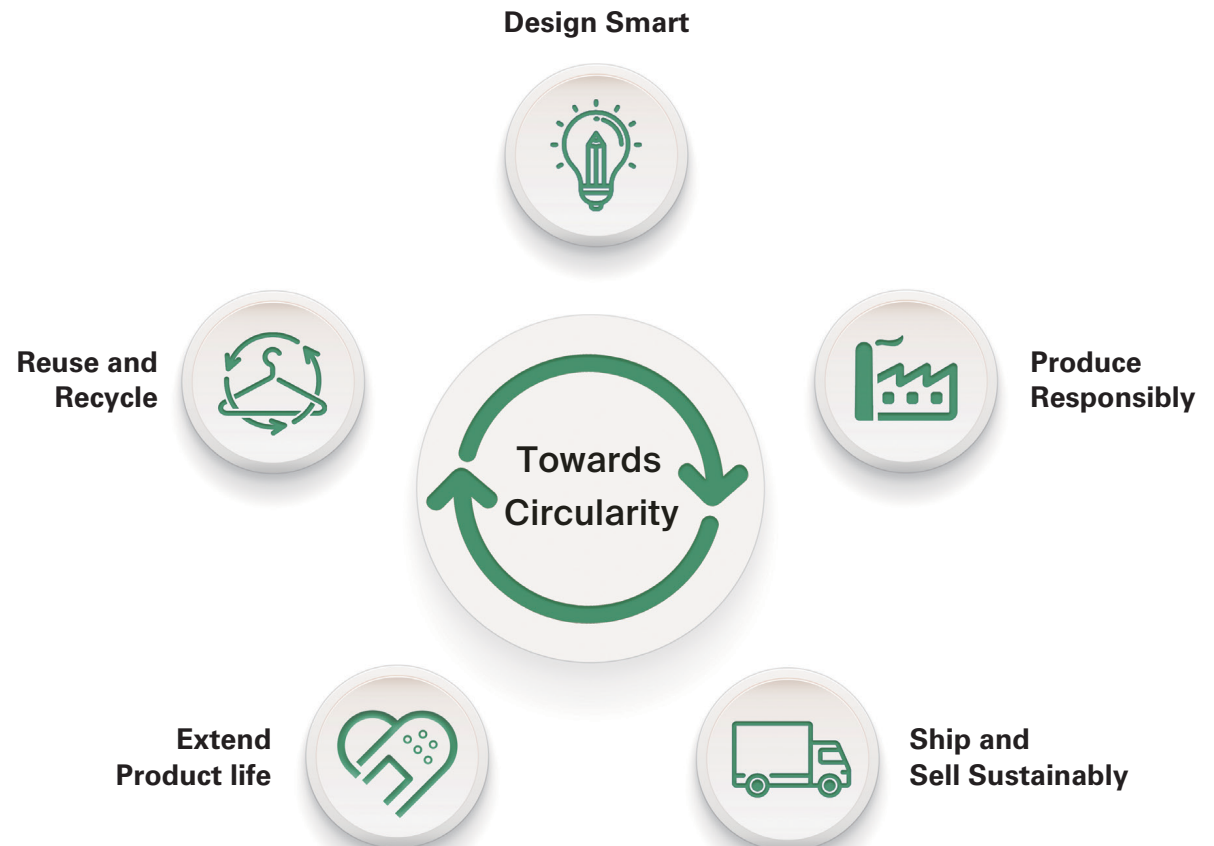 Design Smart
Reuse and
Recycle
Produce
Responsibly
Towards
Circularity
Extend
Product life
Ship and
Sell Sustainably